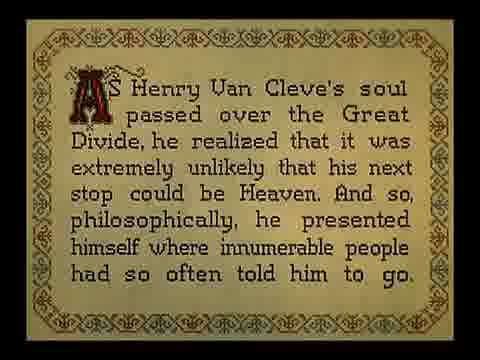 As Henry Van Cleve's soul
passed over the Great
Divide, he realized that it was
extremely unlikely that his next
stop could be Heaven. And so,
philosophically, he presented
himself where innumerable people
had so often told him to go.